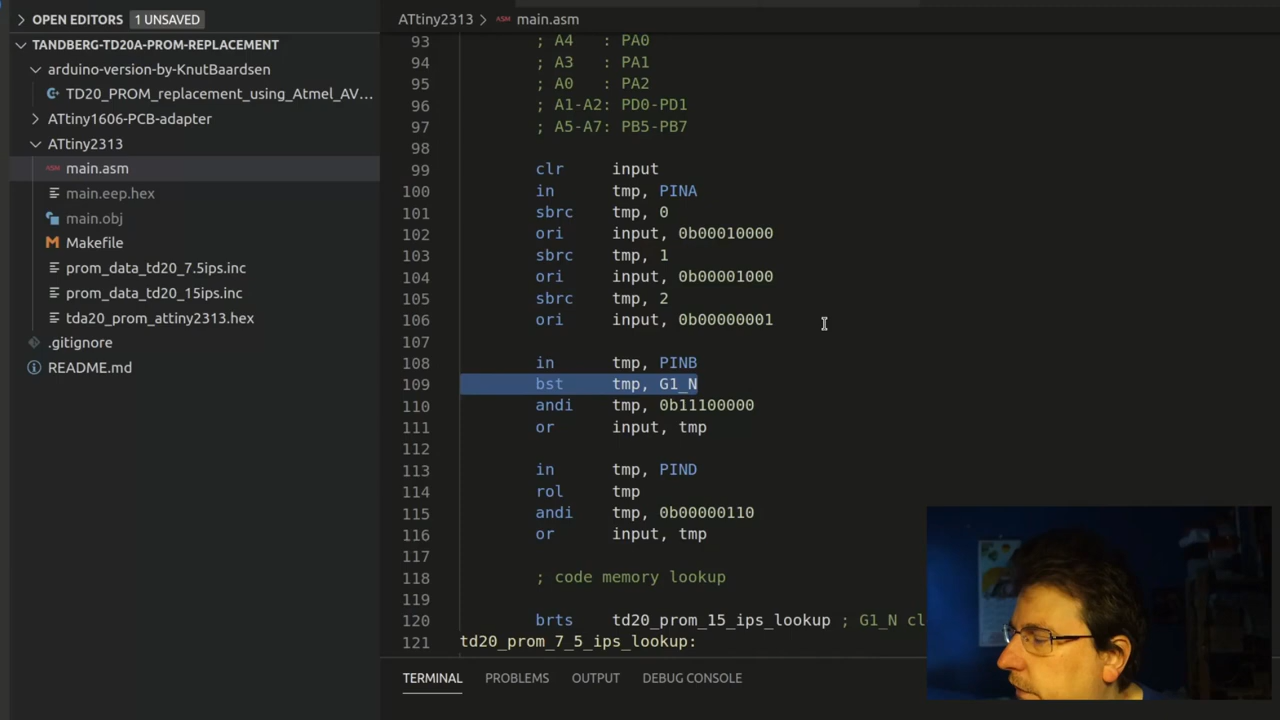 OPEN EDITORS 1 UNSAVED
TANDBERG-TD20A-PROM-REPLACEMENT
arduino-version-by-KnutBaardsen
TD20_PROM_replacement_using_Atmel_AV...
ATtiny1606-PCB-adapter
ATtiny2313
ASM main.asm
main.eep.hex
main.obj
Makefile
prom_data_td20_7.5ips.inc
prom_data_td20_15ips.inc
tda20_prom_attiny2313.hex
.gitignore
README.md
ATtiny2313 > ASM main.asm
93 ; A4 : PA0
94 ; A3 : PA1
95 ; A0 : PA2
96 ; A1-A2: PD0-PD1
97 ; A5-A7: PB5-PB7
98
99 clr input
100 in tmp, PINA
101 sbrc tmp, 0
102 ori input, 0b00010000
103 sbrc tmp, 1
104 ori input, 0b00001000
105 sbrc tmp, 2
106 ori input, 0b00000001
107
108 in tmp, PINB
109 bst tmp, G1_N
110 andi tmp, 0b11100000
111 or input, tmp
112
113 in tmp, PIND
114 rol tmp
115 andi tmp, 0b00000110
116 or input, tmp
117
118 ; code memory lookup
119
120 brts td20_prom_15_ips_lookup ; G1_N cl
121 td20_prom_7_5_ips_lookup:
TERMINAL PROBLEMS OUTPUT DEBUG CONSOLE